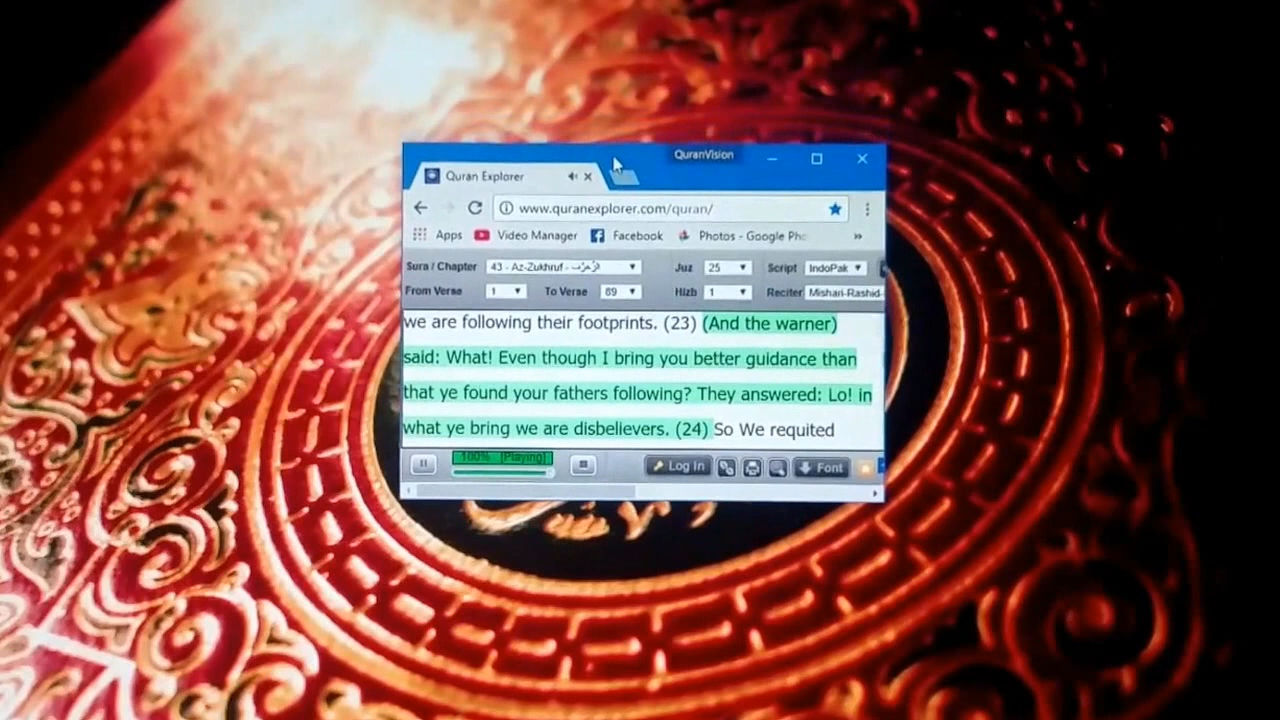 QuranVision
Quran Explorer
www.quranexplorer.com/quran/
Apps Video Manager Facebook Photos - Google Pho
Sura / Chapter 43 - Az-Zukhruf - Juz 25 Script IndoPak
From Verse 1 To Verse 89 Hizb 1 Reciter Mishari-Rashid-
we are following their footprints. (23) (And the warner)
said: What! Even though I bring you better guidance than
that ye found your fathers following? They answered: Lo! in
what ye bring we are disbelievers. (24) So We requited
100% [Playing] Log In Font